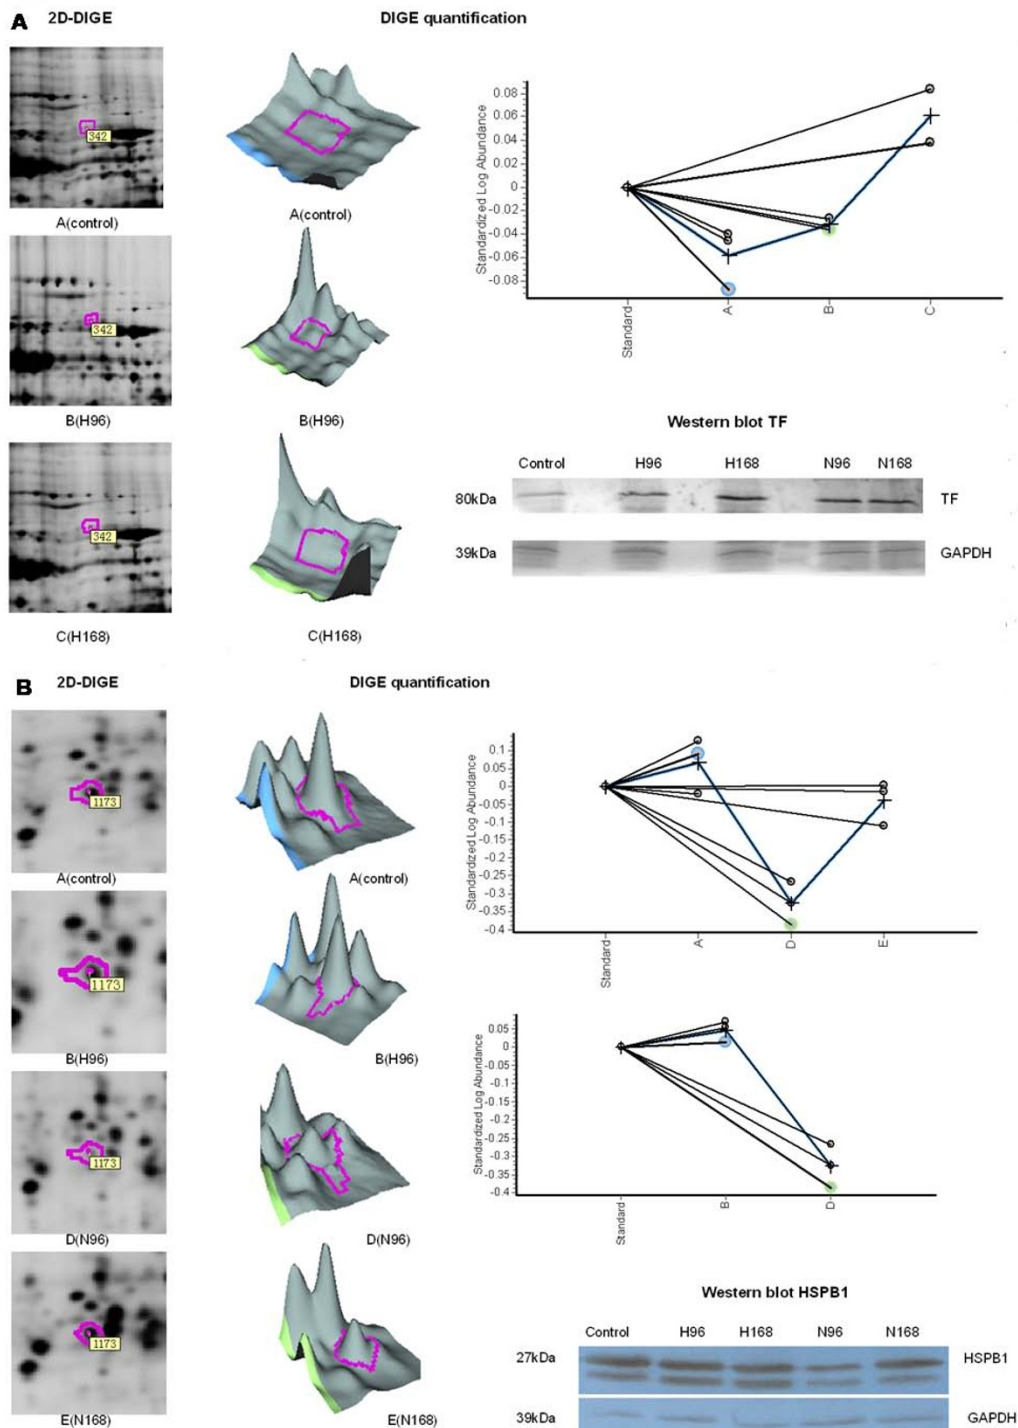 A 2D-DIGE DIGE quantification
342
A(control)
A(control)
342
B(H96)
B(H96)
342
C(H168)
C(H168)
Standardized Log Abundance
0.08
0.06
0.04
0.02
0
-0.02
-0.04
-0.06
-0.08
Standard A B C
Western blot TF
Control H96 H168 N96 N168
80kDa TF
39kDa GAPDH
B 2D-DIGE DIGE quantification
1173
A(control)
A(control)
1173
B(H96)
B(H96)
1173
D(N96)
D(N96)
1173
E(N168)
E(N168)
Standardized Log Abundance
0.1
0.05
0
-0.05
-0.1
-0.15
-0.2
-0.25
-0.3
-0.35
-0.4
Standard A D E
Standardized Log Abundance
0.05
0
-0.05
-0.1
-0.15
-0.2
-0.25
-0.3
-0.35
-0.4
Standard B D
Western blot HSPB1
Control H96 H168 N96 N168
27kDa HSPB1
39kDa GAPDH